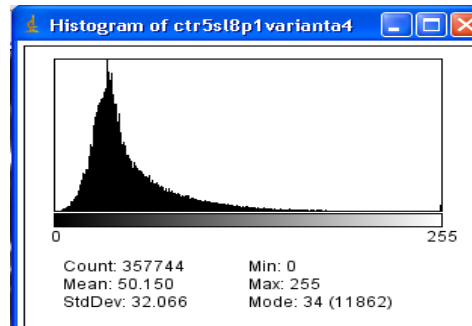 Histogram of ctr5sl8p1varianta4
0 255
Count: 357744 Min: 0
Mean: 50.150 Max: 255
StdDev: 32.066 Mode: 34 (11862)